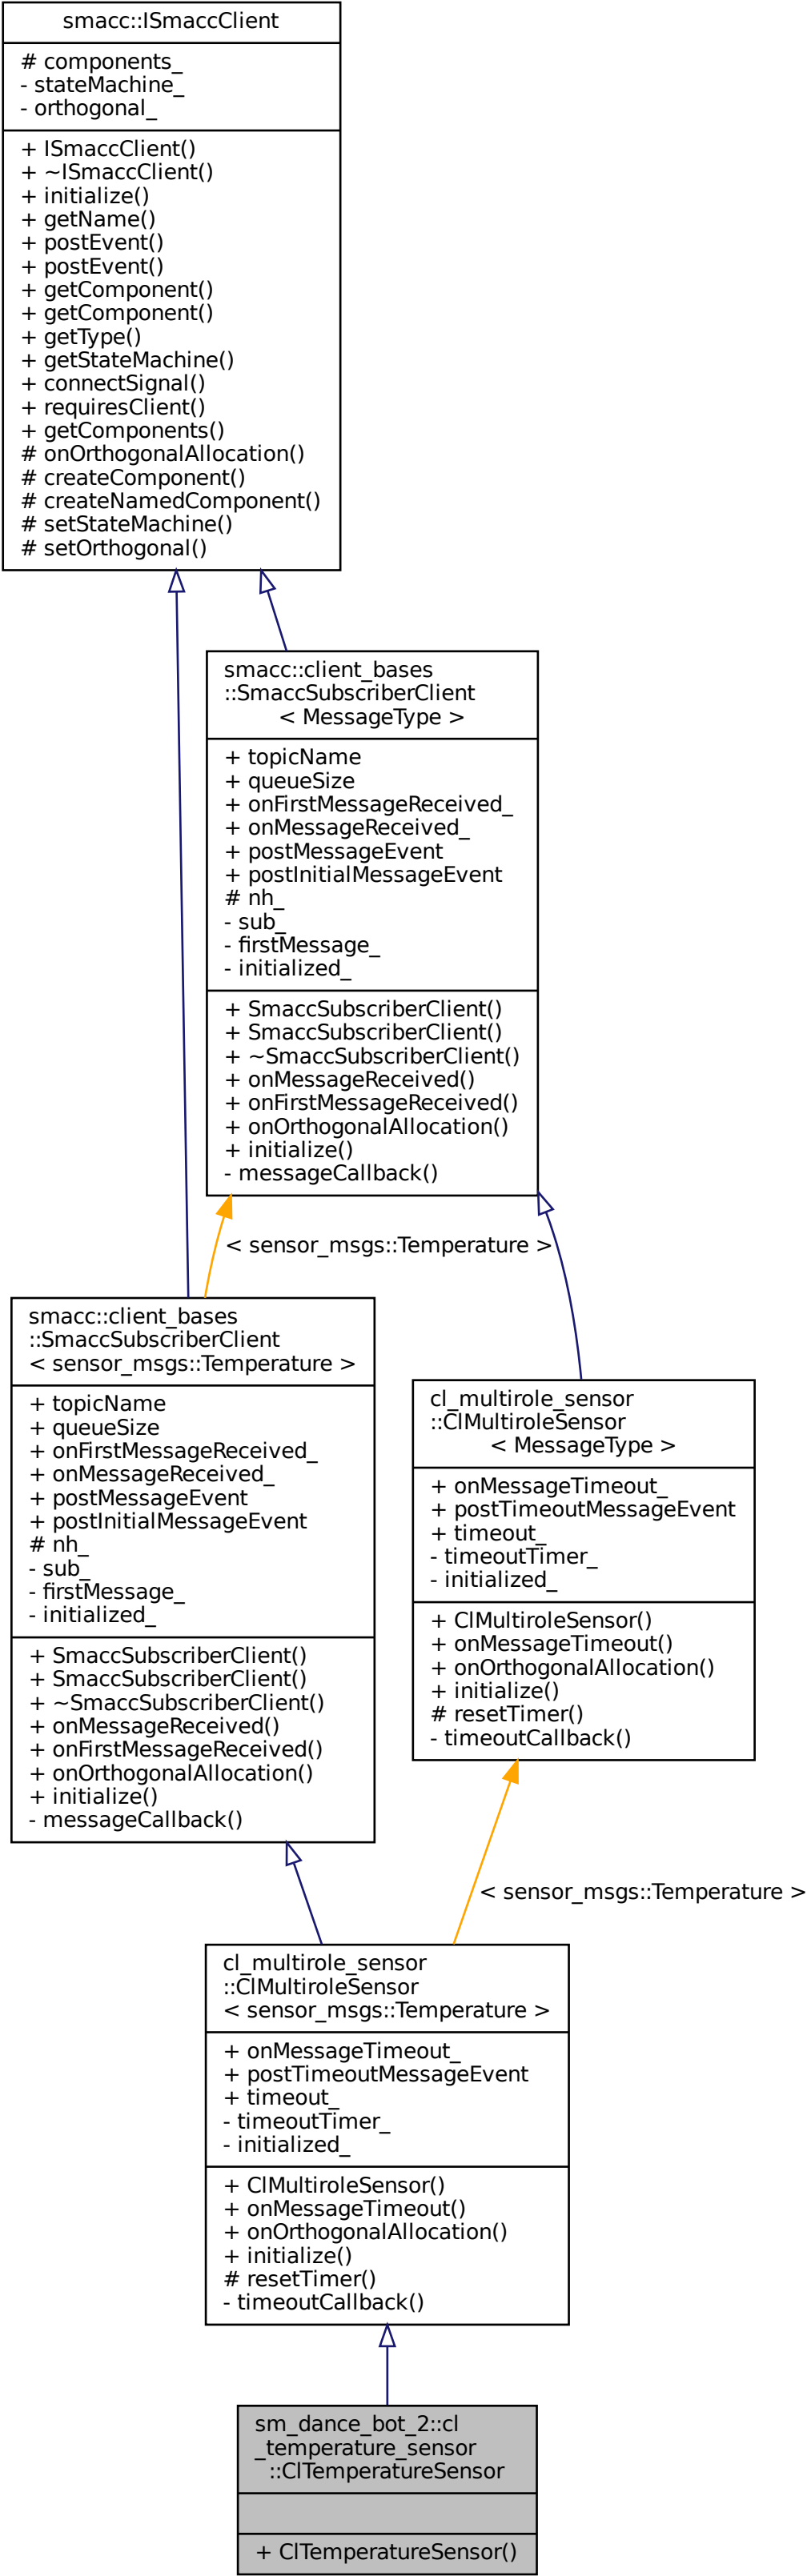 smacc::ISmaccClient
# components_
- stateMachine_
- orthogonal_
+ ISmaccClient()
+ ~ISmaccClient()
+ initialize()
+ getName()
+ postEvent()
+ postEvent()
+ getComponent()
+ getComponent()
+ getType()
+ getStateMachine()
+ connectSignal()
+ requiresClient()
+ getComponents()
# onOrthogonalAllocation()
# createComponent()
# createNamedComponent()
# setStateMachine()
# setOrthogonal()
smacc::client_bases
::SmaccSubscriberClient
< MessageType >
+ topicName
+ queueSize
+ onFirstMessageReceived_
+ onMessageReceived_
+ postMessageEvent
+ postInitialMessageEvent
# nh_
- sub_
- firstMessage_
- initialized_
+ SmaccSubscriberClient()
+ SmaccSubscriberClient()
+ ~SmaccSubscriberClient()
+ onMessageReceived()
+ onFirstMessageReceived()
+ onOrthogonalAllocation()
+ initialize()
- messageCallback()
< sensor_msgs::Temperature >
smacc::client_bases
::SmaccSubscriberClient
< sensor_msgs::Temperature >
+ topicName
+ queueSize
+ onFirstMessageReceived_
+ onMessageReceived_
+ postMessageEvent
+ postInitialMessageEvent
# nh_
- sub_
- firstMessage_
- initialized_
+ SmaccSubscriberClient()
+ SmaccSubscriberClient()
+ ~SmaccSubscriberClient()
+ onMessageReceived()
+ onFirstMessageReceived()
+ onOrthogonalAllocation()
+ initialize()
- messageCallback()
cl_multirole_sensor
::ClMultiroleSensor
< MessageType >
+ onMessageTimeout_
+ postTimeoutMessageEvent
+ timeout_
- timeoutTimer_
- initialized_
+ ClMultiroleSensor()
+ onMessageTimeout()
+ onOrthogonalAllocation()
+ initialize()
# resetTimer()
- timeoutCallback()
< sensor_msgs::Temperature >
cl_multirole_sensor
::ClMultiroleSensor
< sensor_msgs::Temperature >
+ onMessageTimeout_
+ postTimeoutMessageEvent
+ timeout_
- timeoutTimer_
- initialized_
+ ClMultiroleSensor()
+ onMessageTimeout()
+ onOrthogonalAllocation()
+ initialize()
# resetTimer()
- timeoutCallback()
sm_dance_bot_2::cl
_temperature_sensor
::ClTemperatureSensor
+ ClTemperatureSensor()